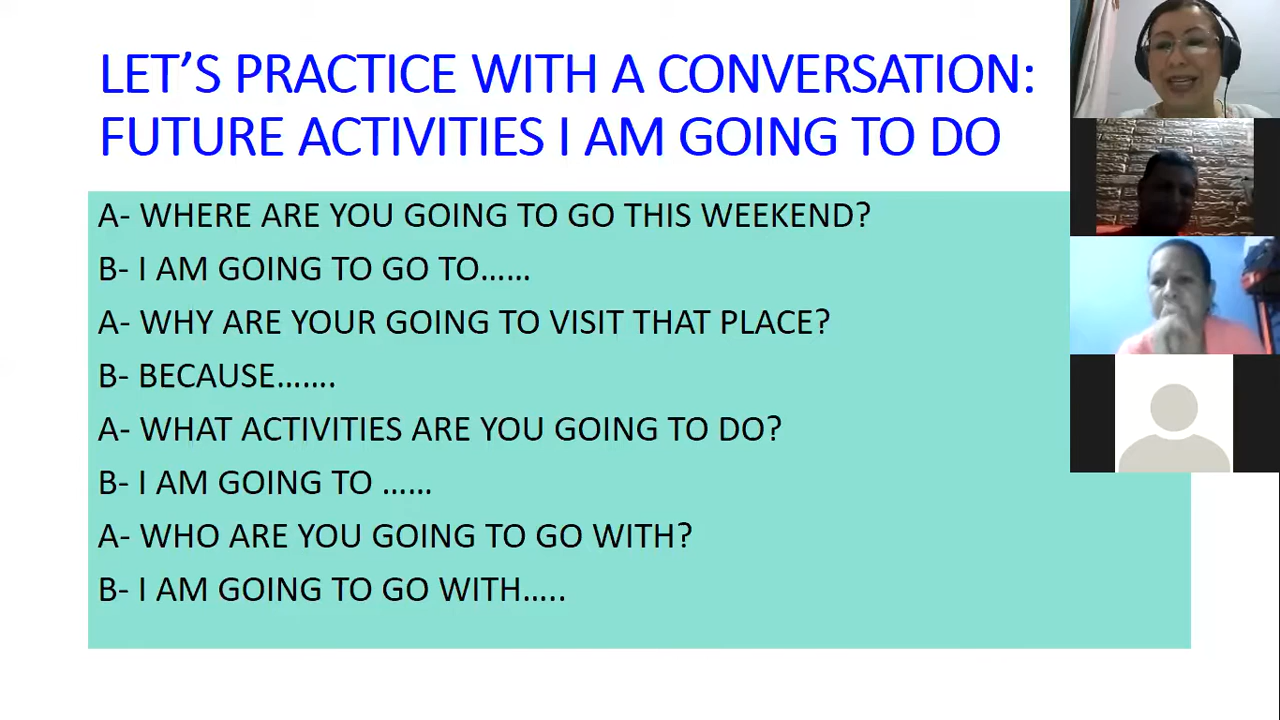 LET’S PRACTICE WITH A CONVERSATION:
FUTURE ACTIVITIES I AM GOING TO DO
A- WHERE ARE YOU GOING TO GO THIS WEEKEND?
B- I AM GOING TO GO TO……
A- WHY ARE YOUR GOING TO VISIT THAT PLACE?
B- BECAUSE…….
A- WHAT ACTIVITIES ARE YOU GOING TO DO?
B- I AM GOING TO ……
A- WHO ARE YOU GOING TO GO WITH?
B- I AM GOING TO GO WITH…..